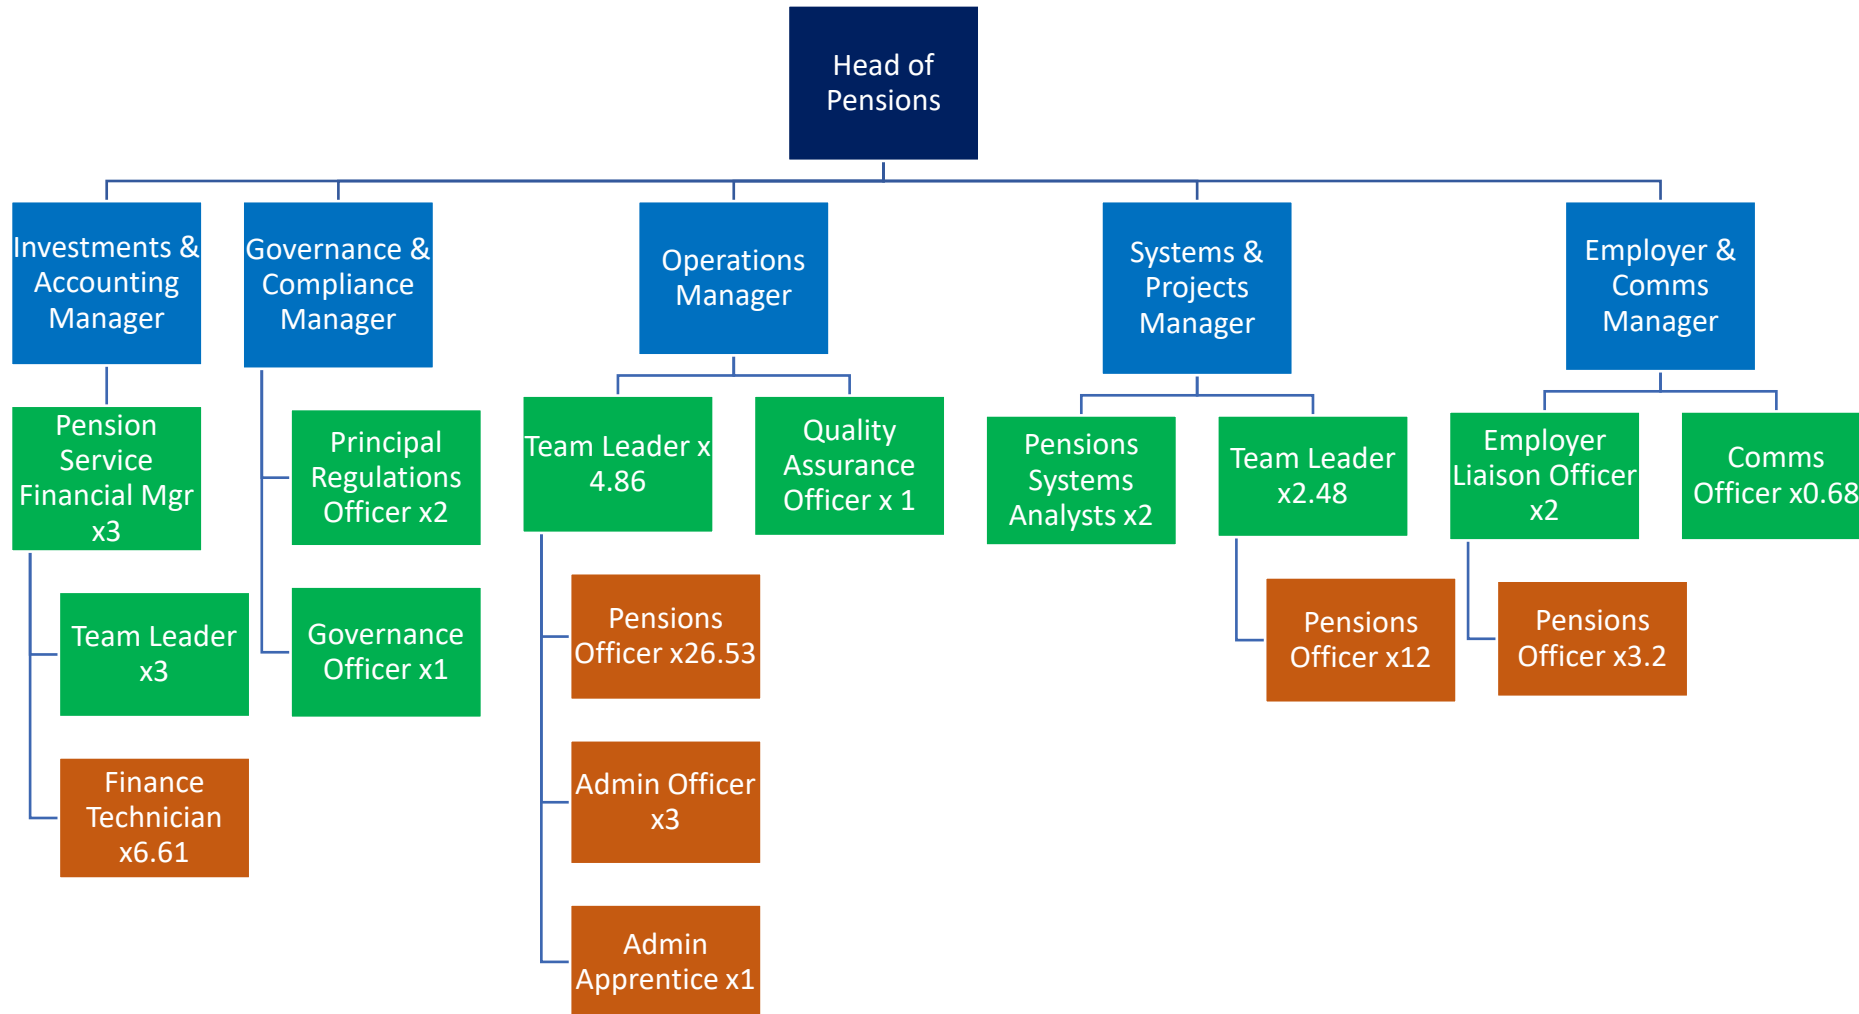 Head of
Pensions
Investments &
Accounting
Manager
Governance &
Compliance
Manager
Operations
Manager
Systems &
Projects
Manager
Employer &
Comms
Manager
Pension
Service
Financial Mgr
x3
Team Leader
x3
Finance
Technician
x6.61
Principal
Regulations
Officer x2
Governance
Officer x1
Team Leader x
4.86
Quality
Assurance
Officer x 1
Pensions
Officer x26.53
Admin Officer
x3
Admin
Apprentice x1
Pensions
Systems
Analysts x2
Team Leader
x2.48
Pensions
Officer x12
Employer
Liaison Officer
x2
Comms
Officer x0.68
Pensions
Officer x3.2